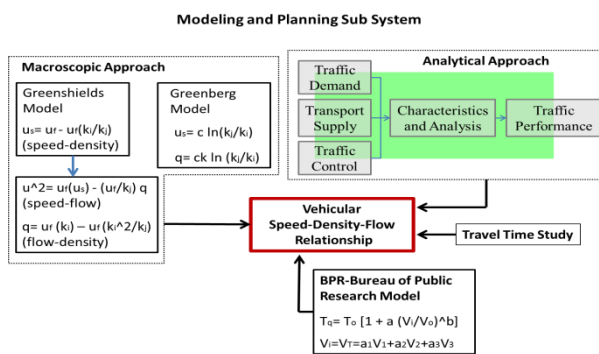 Modeling and Planning Sub System
Macroscopic Approach
Greenshields
Model
us= uf - uf(ki/kj)
(speed-density)
Greenberg
Model
us= c ln(kj/ki)
q= ck ln (kj/ki)
u^2= uf(us) - (uf/kj) q
(speed-flow)
q= uf (ki) – uf (ki^2/kj)
(flow-density)
Analytical Approach
Traffic
Demand
Transport
Supply
Traffic
Control
Characteristics
and Analysis
Traffic
Performance
Vehicular
Speed-Density-Flow
Relationship
Travel Time Study
BPR-Bureau of Public
Research Model
Tq= To [1 + a (Vi/Vo)^b]
Vi=VT=a1V1+a2V2+a3V3